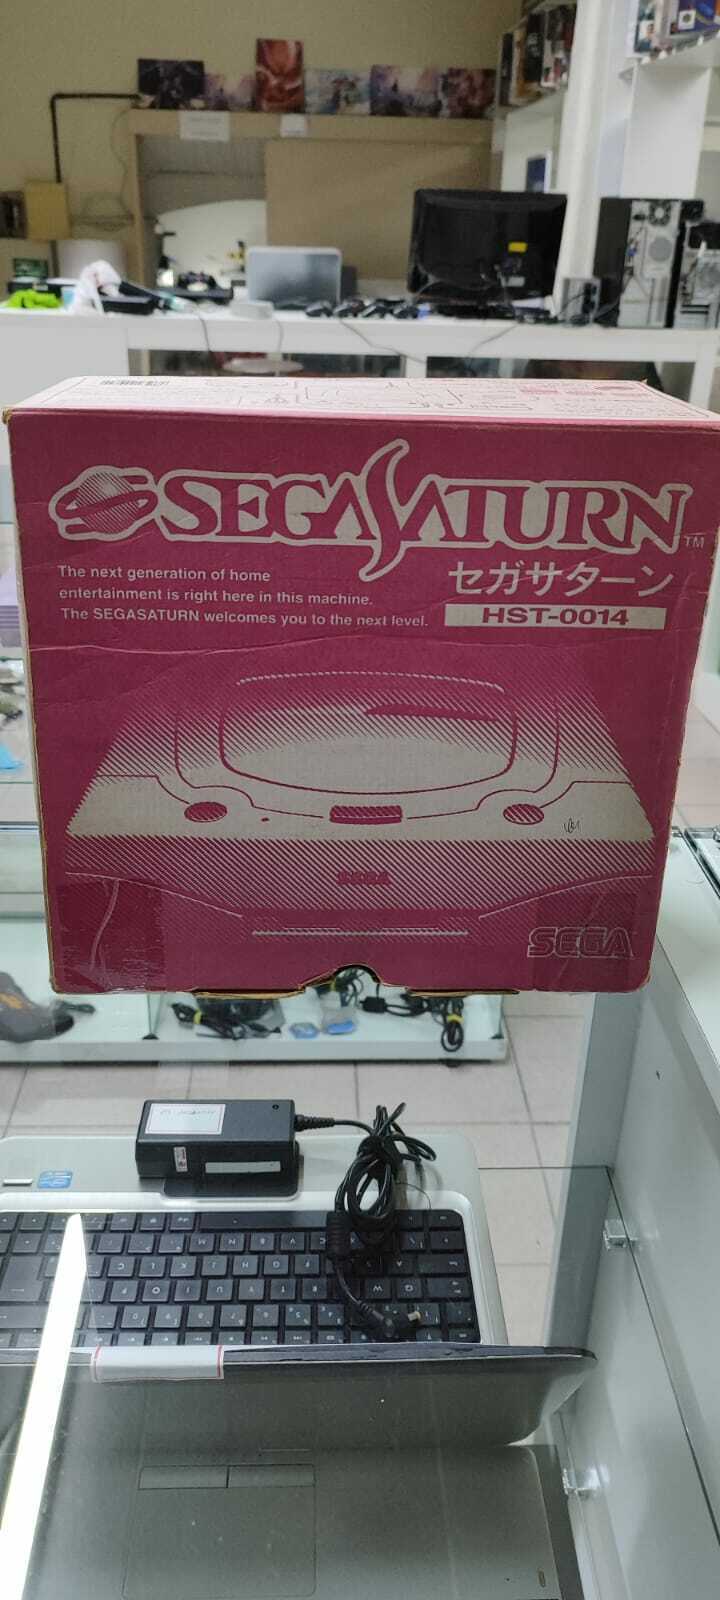 SEGASATURN TM
The next generation of home
entertainment is right here in this machine.
The SEGASATURN welcomes you to the next level.
セガサターン
HST-0014
SEGA
SEGA